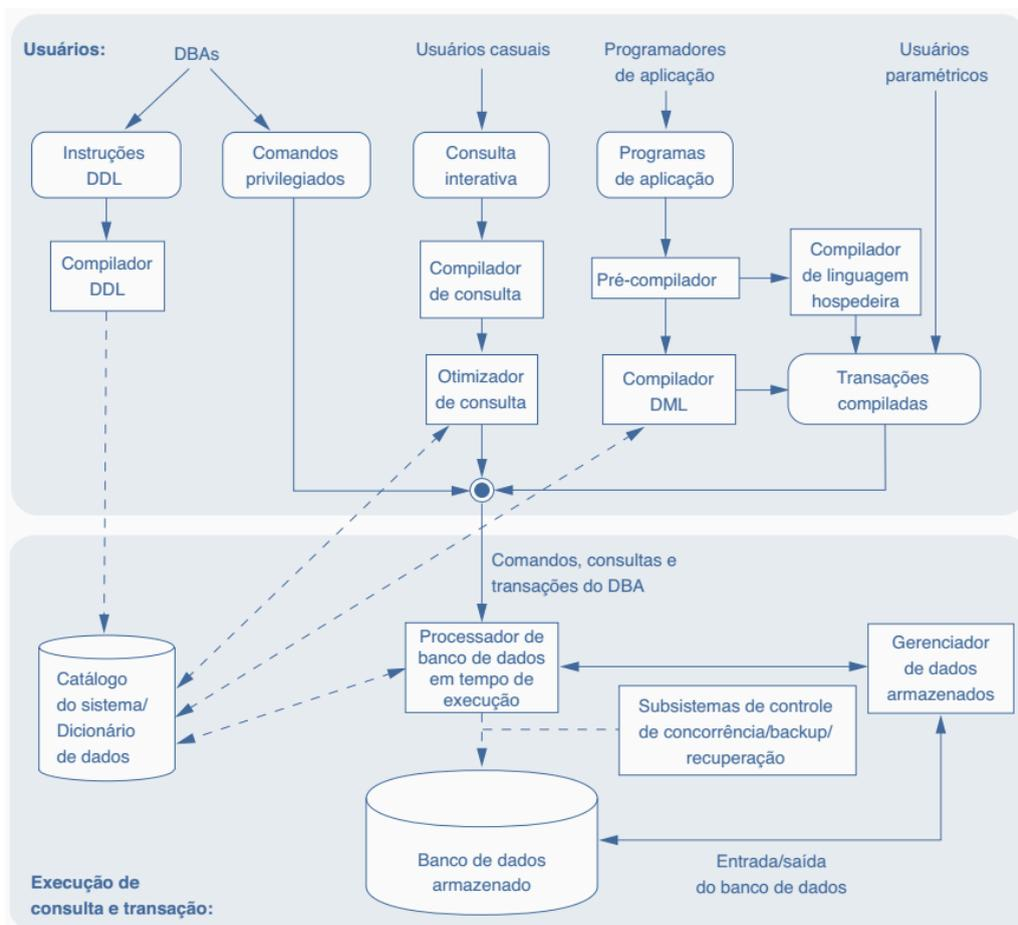 Usuários:
DBAs
Usuários casuais
Programadores
de aplicação
Usuários
paramétricos
Instruções
DDL
Comandos
privilegiados
Consulta
interativa
Programas
de aplicação
Compilador
DDL
Compilador
de consulta
Pré-compilador
Compilador
de linguagem
hospedeira
Otimizador
de consulta
Compilador
DML
Transações
compiladas
Comandos, consultas e
transações do DBA
Catálogo
do sistema/
Dicionário
de dados
Processador de
banco de dados
em tempo de
execução
Gerenciador
de dados
armazenados
Subsistemas de controle
de concorrência/backup/
recuperação
Banco de dados
armazenado
Entrada/saída
do banco de dados
Execução de
consulta e transação: